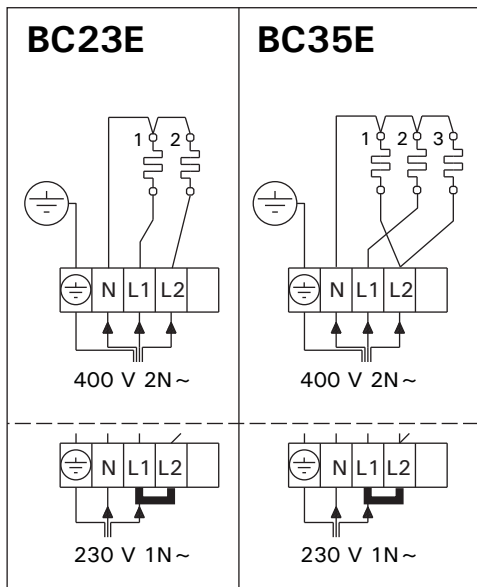 BC23E
1 2
N L1 L2
400 V 2N~
N L1 L2
230 V 1N~
BC35E
1 2 3
N L1 L2
400 V 2N~
N L1 L2
230 V 1N~